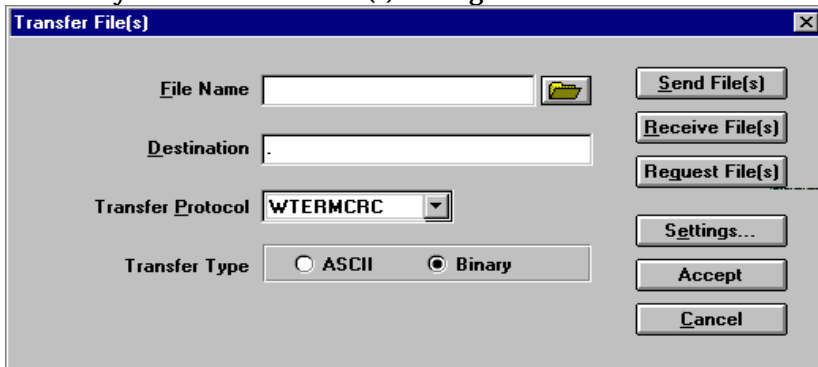 Transfer File(s)
File Name
Send File(s)
Receive File(s)
Destination .
Request File(s)
Transfer Protocol WTERMCRC
Settings...
Transfer Type ASCII Binary
Accept
Cancel